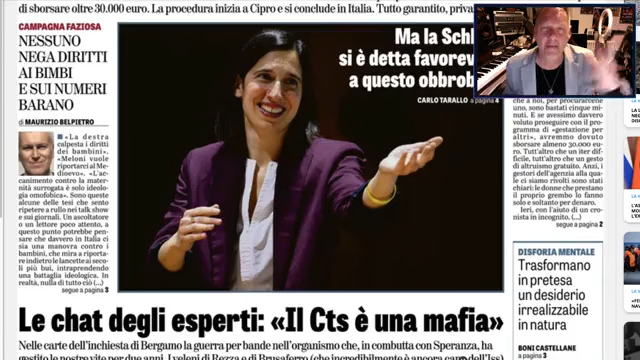 di sborsare oltre 30.000 euro. La procedura inizia a Cipro e si conclude in Italia. Tutto garantito, priva
CAMPAGNA FAZIOSA
NESSUNO
NEGA DIRITTI
AI BIMBI
E SUI NUMERI
BARANO
di MAURIZIO BELPIETRO
«La destra
calpesta i diritti
dei bambini».
«Meloni vuole
riportarci al Me-
dioevo». «L'ac-
canimento contro la mater-
nità surrogata è solo ideolo-
gia omofobica». Sono queste
alcune delle tesi che sento
ripetere a rullo nei talk show
e sui giornali. Un ascoltatore
o un lettore poco attento, a
questo punto potrebbe pen-
sare che davvero in Italia ci
sia una manovra contro i
bambini, che mira a riporta-
re indietro le lancette ai seco-
li più bui, intraprendendo
una battaglia ideologica. In
realtà, nulla di tutto ciò (...)
segue a pagina 3
Ma la Schl
si è detta favorev
a questo obbro
CARLO TARALLO a pagina 4
a noi, per procurarcene
uno, sono bastati cinque
minuti. E se avessimo davve-
ro voluto proseguire con il
programma di «gestazione
per altri», avremmo dovuto
sborsare almeno 30.000 eu-
ro. Tutt'altro che un iter dif-
ficile, tutt'altro che un gesto
di altruismo gratuito. Anzi, i
gestori dell'agenzia alla qua-
le ci siamo rivolti sono stati
chiari: le donne che prestano
il proprio grembo lo fanno
solo e soltanto per denaro.
Ieri, con l'aiuto di un cro-
nista in incognito, (...)
segue a pagina 2
DISFORIA MENTALE
Trasformano
in pretesa
un desiderio
irrealizzabile
in natura
BONI CASTELLANE
Le chat degli esperti: «Il Cts è una mafia»
Nelle carte dell'inchiesta di Bergamo la guerra per bande nell'organismo che, in combutta con Speranza, ha
gestito le nostre vite per due anni. I veleni di Rezza e Brusaferro (che incredibilmente è ancora capo dell'Iss)